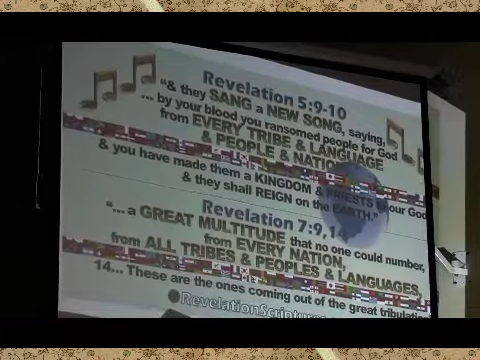 Revelation 5:9-10
"& they SANG a NEW SONG, saying,
... by your blood you ransomed people for God
from EVERY TRIBE & LANGUAGE
& PEOPLE & NATION
& you have made them a KINGDOM & PRIESTS to our God
& they shall REIGN on the EARTH."
Revelation 7:9,14
"... a GREAT MULTITUDE that no one could number,
from EVERY NATION,
from ALL TRIBES & PEOPLES & LANGUAGES,
14... These are the ones coming out of the great tribulation